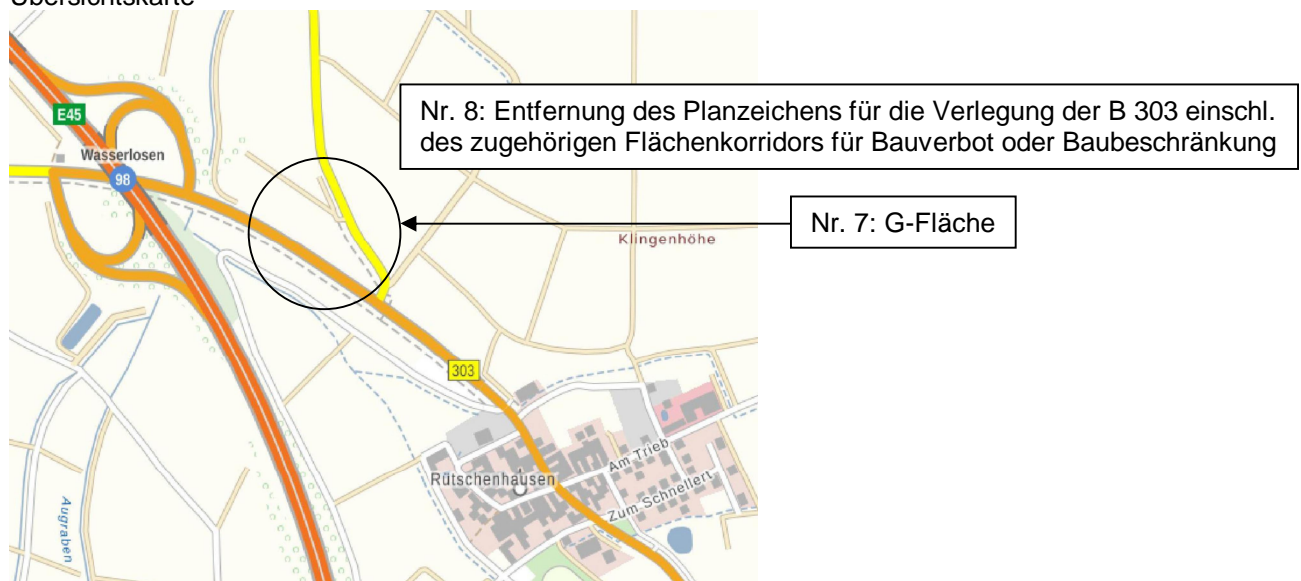 Übersichtskarte
E45
Nr. 8: Entfernung des Planzeichens für die Verlegung der B 303 einschl.
des zugehörigen Flächenkorridors für Bauverbot oder Baubeschränkung
Wasserlosen
98
Nr. 7: G-Fläche
Klingenhöhe
303
Am Trieb
Rütschenhausen
Zum Schnellert
Augraben